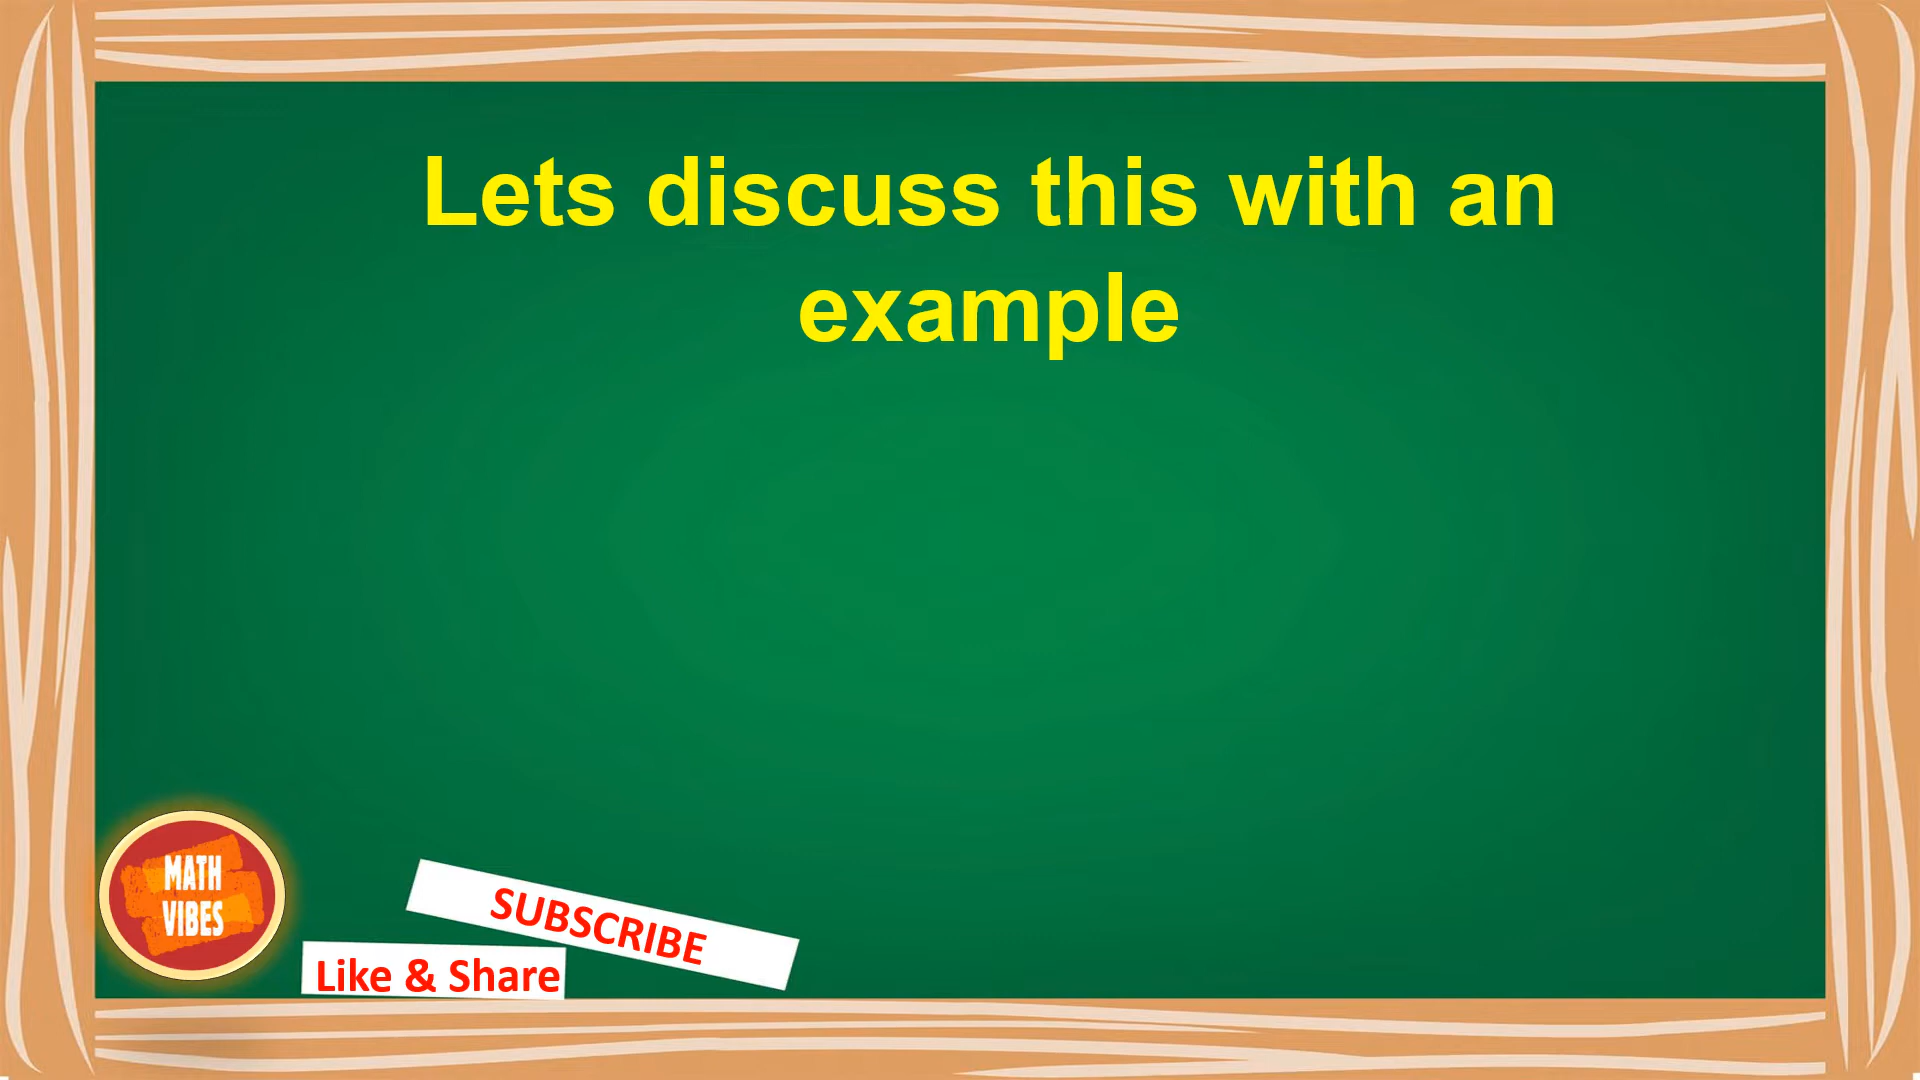 Lets discuss this with an
example
MATH
VIBES
SUBSCRIBE
Like & Share